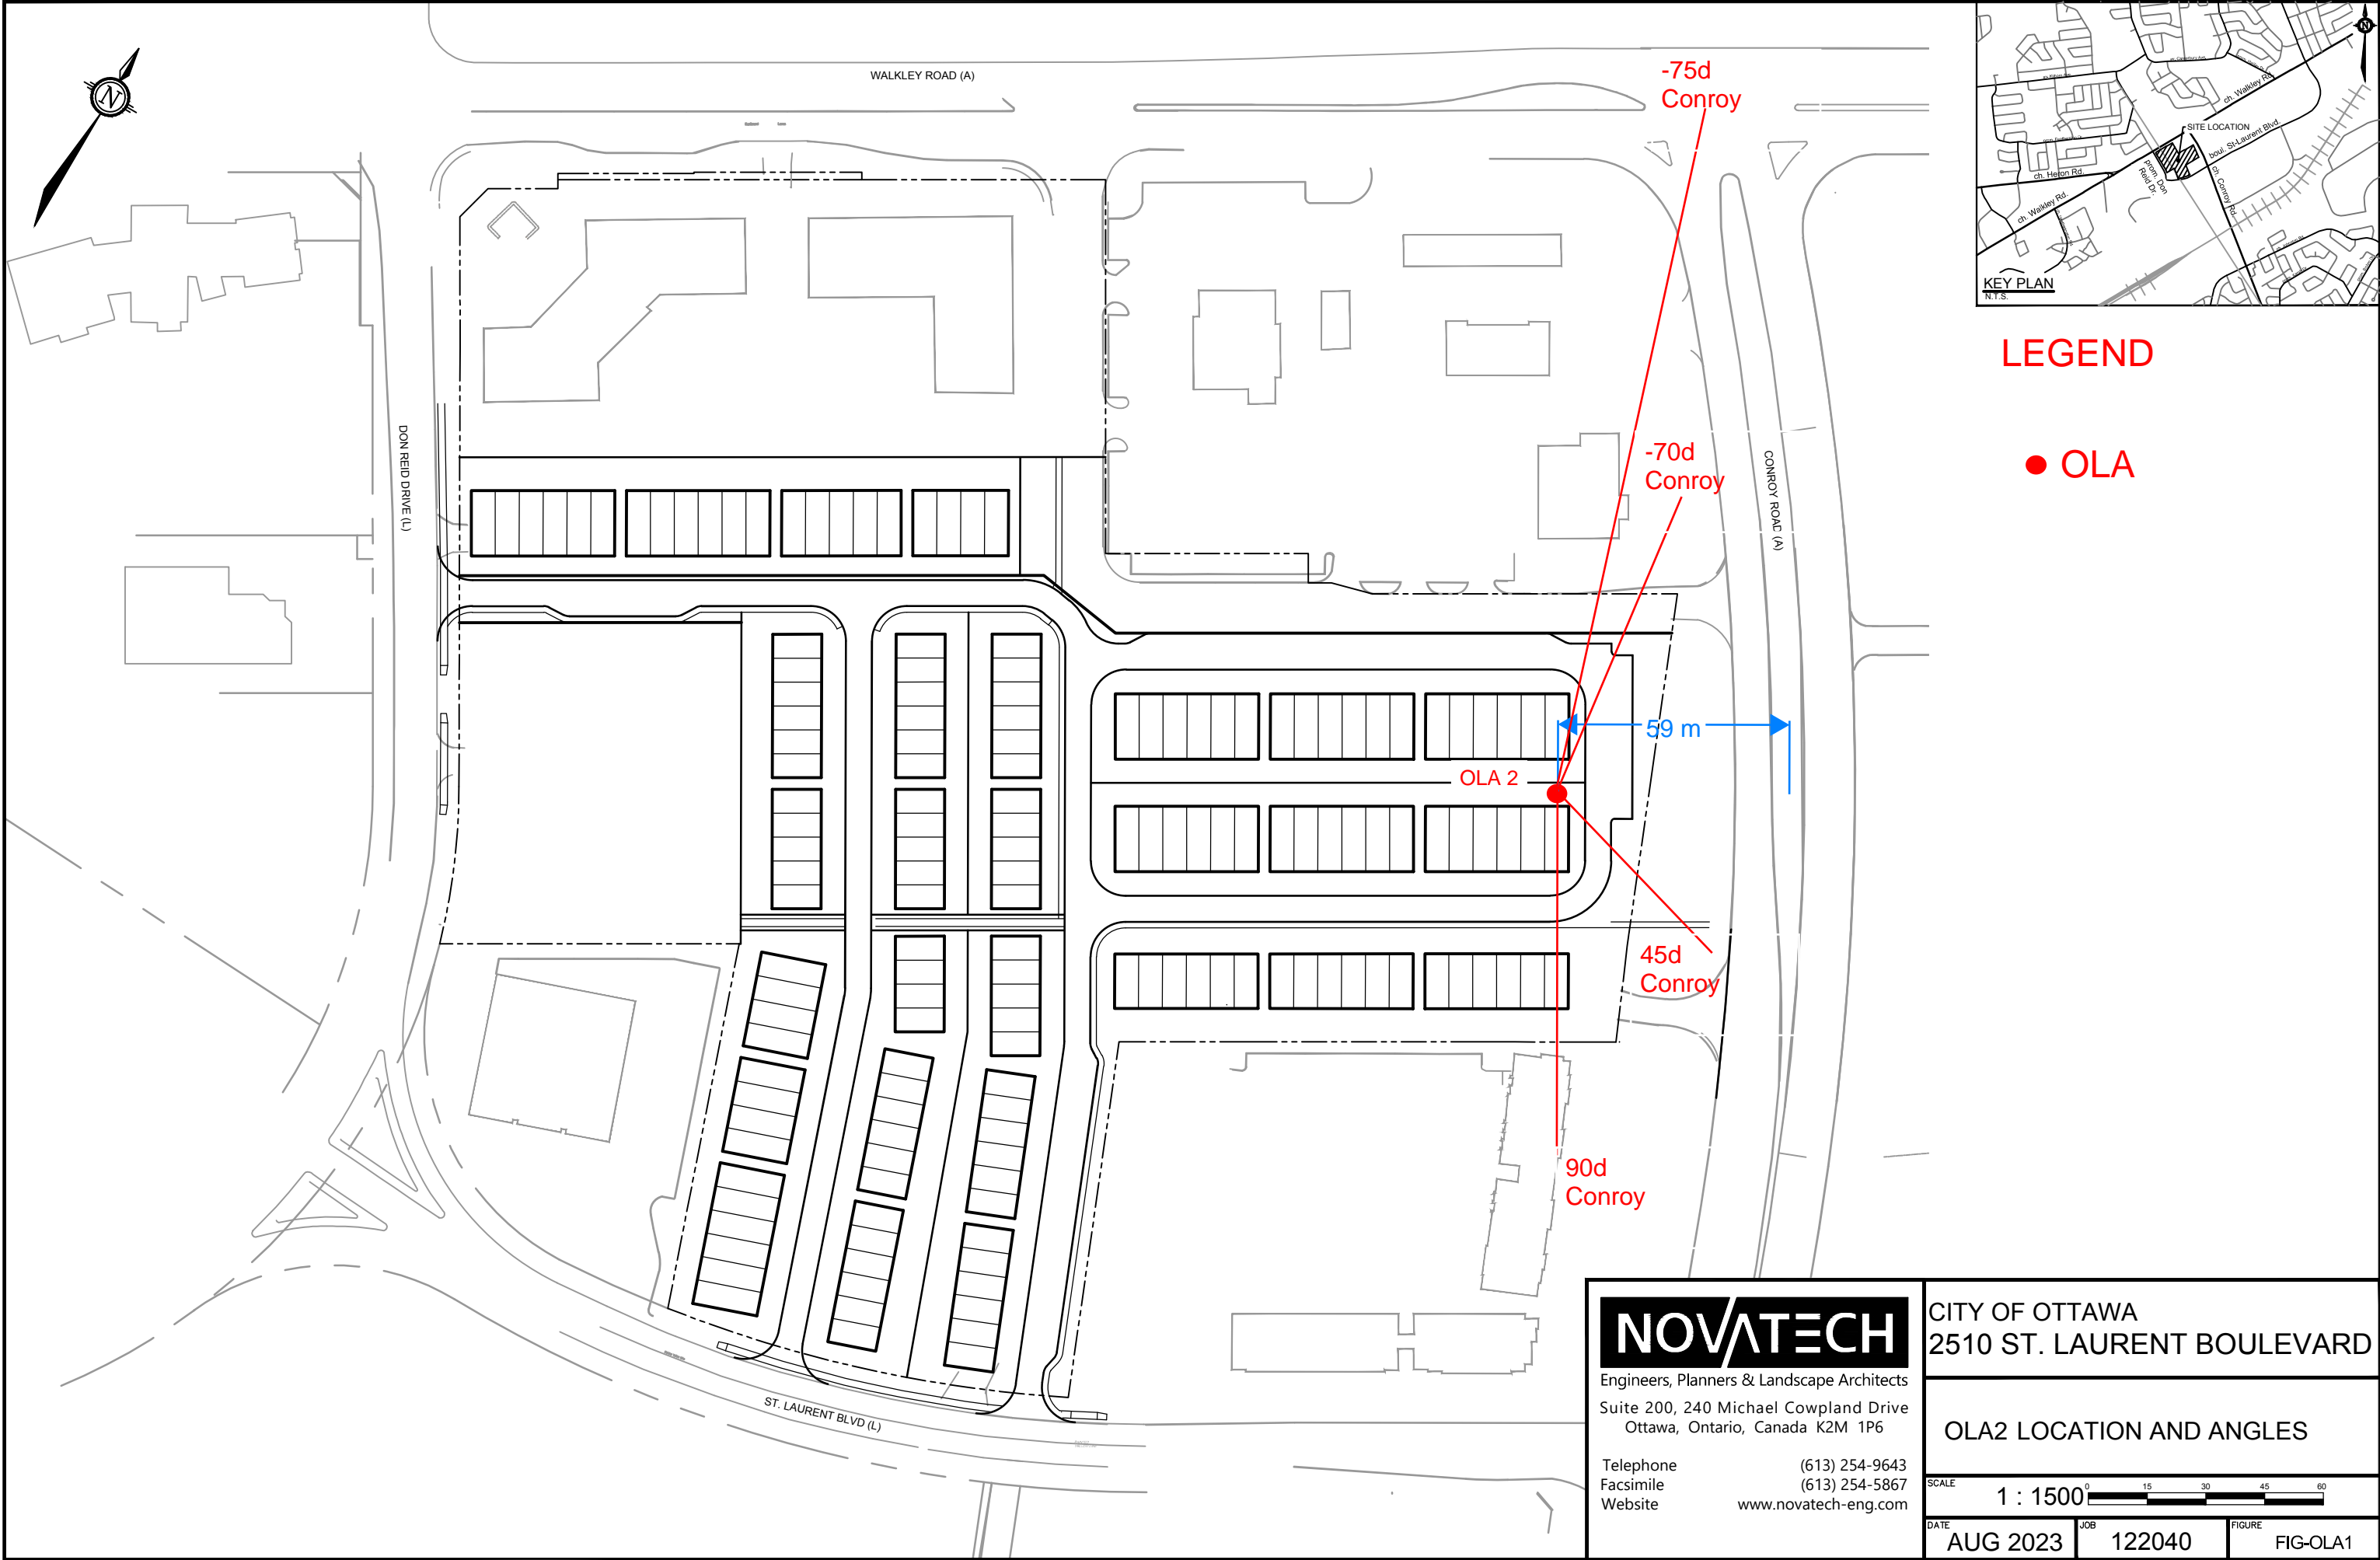 WALKLEY ROAD (A)
N
DON REID DRIVE (L)
CONROY ROAD (A)
ST. LAURENT BLVD (L)
-75d
Conroy
-70d
Conroy
59 m
OLA 2
45d
Conroy
90d
Conroy
N
ch. Walkley Rd.
SITE LOCATION
boul. St-Laurent Blvd.
ch. Heron Rd.
prom. Don
Reid Dr.
ch. Conroy Rd.
ch. Walkley Rd.
KEY PLAN
N.T.S.
LEGEND
OLA
NOVATECH
Engineers, Planners & Landscape Architects
Suite 200, 240 Michael Cowpland Drive
Ottawa, Ontario, Canada K2M 1P6
Telephone (613) 254-9643
Facsimile (613) 254-5867
Website www.novatech-eng.com
CITY OF OTTAWA
2510 ST. LAURENT BOULEVARD
OLA2 LOCATION AND ANGLES
SCALE
1 : 1500
0 15 30 45 60
DATE AUG 2023
JOB 122040
FIGURE FIG-OLA1